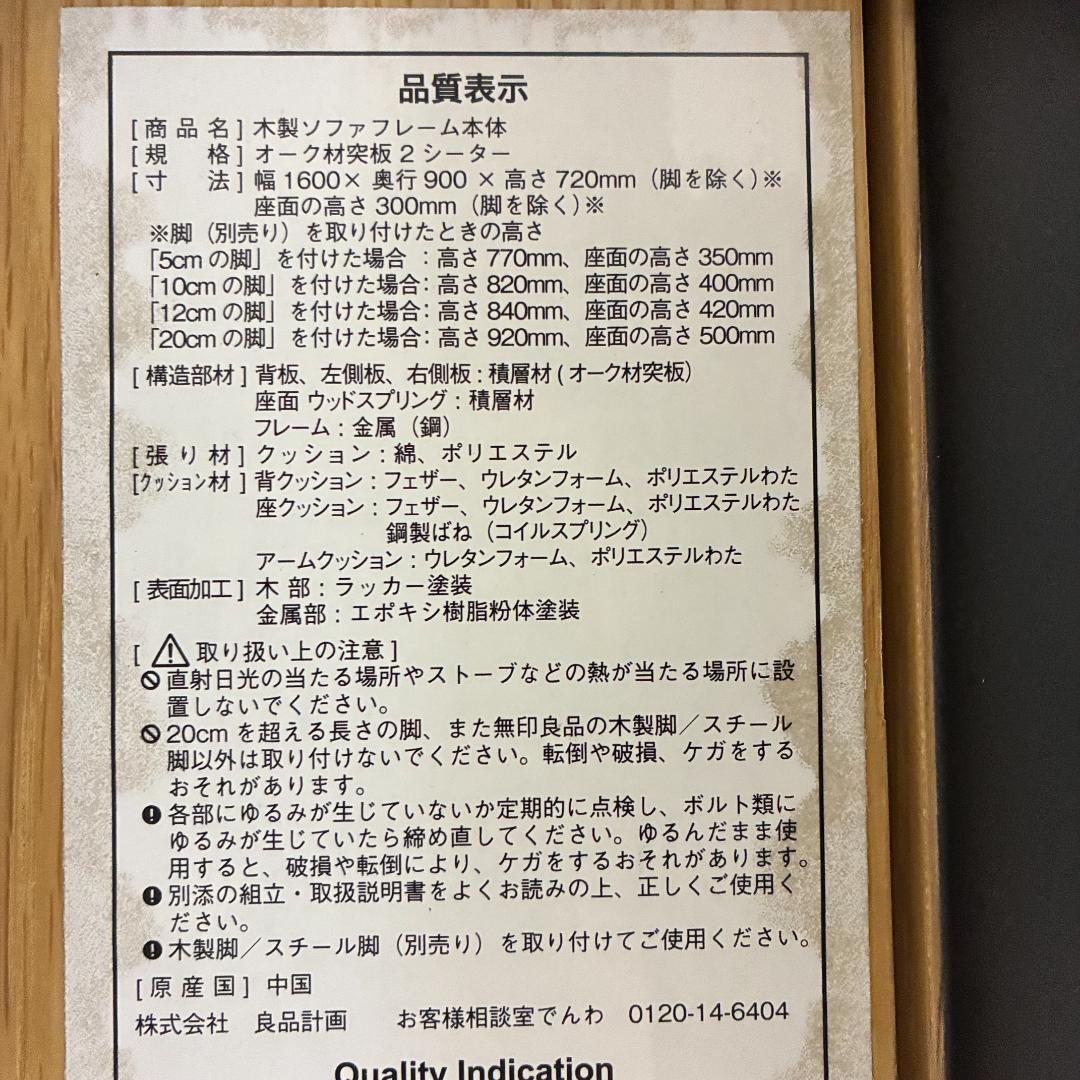 品質表示
[商品名] 木製ソファフレーム本体
[規 格] オーク材突板 2 シーター
[寸 法] 幅 1600× 奥行 900 × 高さ 720mm（脚を除く）※
座面の高さ 300mm（脚を除く）※
※脚（別売り）を取り付けたときの高さ
「5cm の脚」を付けた場合 ：高さ 770mm、座面の高さ 350mm
「10cm の脚」を付けた場合：高さ 820mm、座面の高さ 400mm
「12cm の脚」を付けた場合：高さ 840mm、座面の高さ 420mm
「20cm の脚」を付けた場合：高さ 920mm、座面の高さ 500mm
[構造部材] 背板、左側板、右側板：積層材（オーク材突板）
座面 ウッドスプリング：積層材
フレーム：金属（鋼）
[張り材] クッション：綿、ポリエステル
[クッション材] 背クッション：フェザー、ウレタンフォーム、ポリエステルわた
座クッション：フェザー、ウレタンフォーム、ポリエステルわた
鋼製ばね（コイルスプリング）
アームクッション：ウレタンフォーム、ポリエステルわた
[表面加工] 木 部：ラッカー塗装
金属部：エポキシ樹脂粉体塗装
[ 取り扱い上の注意 ]
直射日光の当たる場所やストーブなどの熱が当たる場所に設
置しないでください。
20cm を超える長さの脚、また無印良品の木製脚／スチール
脚以外は取り付けないでください。転倒や破損、ケガをする
おそれがあります。
各部にゆるみが生じていないか定期的に点検し、ボルト類に
ゆるみが生じていたら締め直してください。ゆるんだまま使
用すると、破損や転倒により、ケガをするおそれがあります。
別添の組立・取扱説明書をよくお読みの上、正しくご使用く
ださい。
木製脚／スチール脚（別売り）を取り付けてご使用ください。
[原産国] 中国
株式会社 良品計画 お客様相談室でんわ 0120-14-6404
Quality Indication